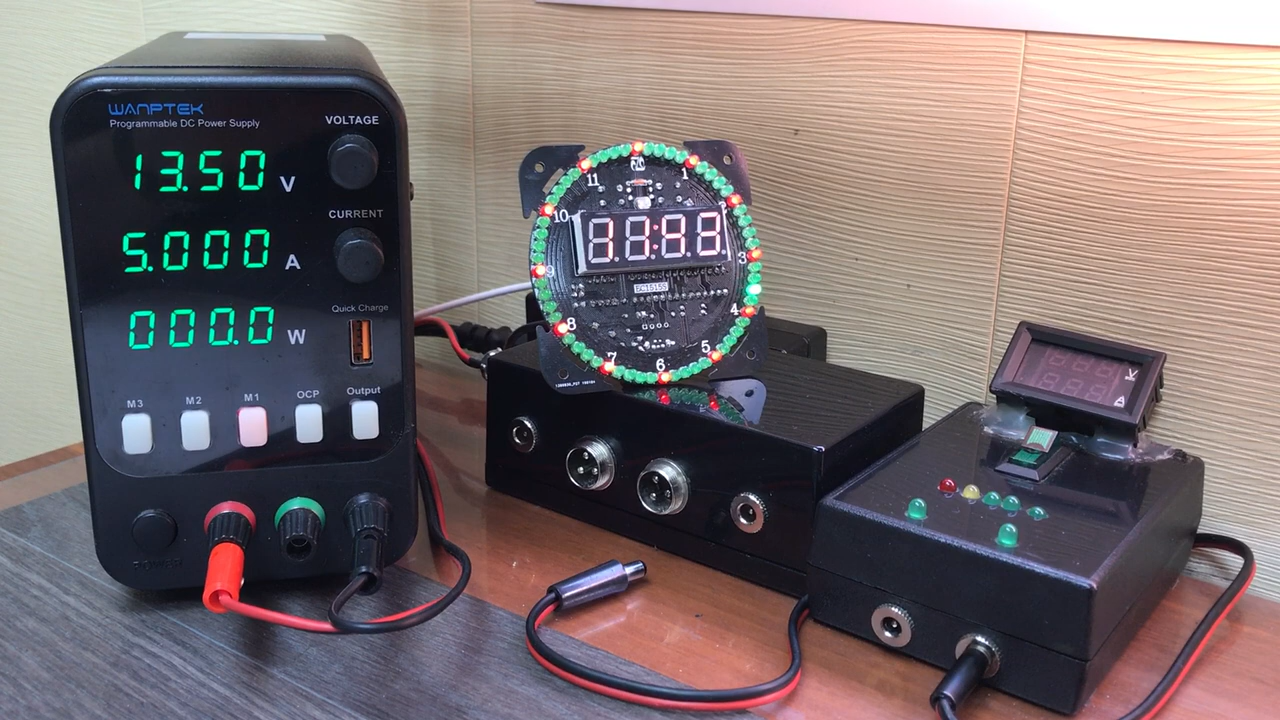 WANPTEK
Programmable DC Power Supply
VOLTAGE
13.50 V
CURRENT
5.000 A
Quick Charge
000.0 W
M3 M2 M1 OCP Output
POWER
11 1
10
9 3
8 4
7 6 5
EC1515S
V
A